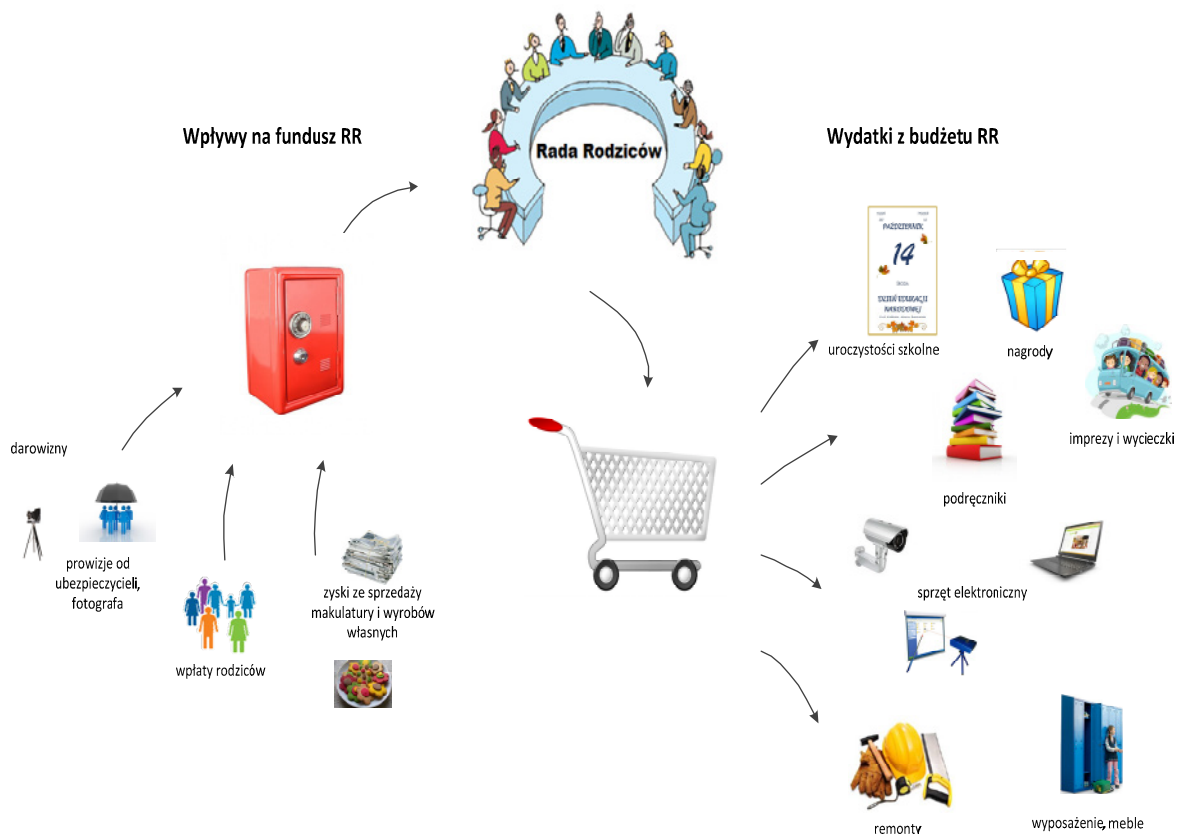 Rada Rodziców
Wpływy na fundusz RR
darowizny
prowizje od
ubezpieczycieli,
fotografa
wpłaty rodziców
zyski ze sprzedaży
makulatury i wyrobów
własnych
Wydatki z budżetu RR
PAŹDZIERNIK
14
ŚRODA
DZIEŃ EDUKACJI
NARODOWEJ
uroczystości szkolne
nagrody
imprezy i wycieczki
podręczniki
sprzęt elektroniczny
remonty
wyposażenie, meble